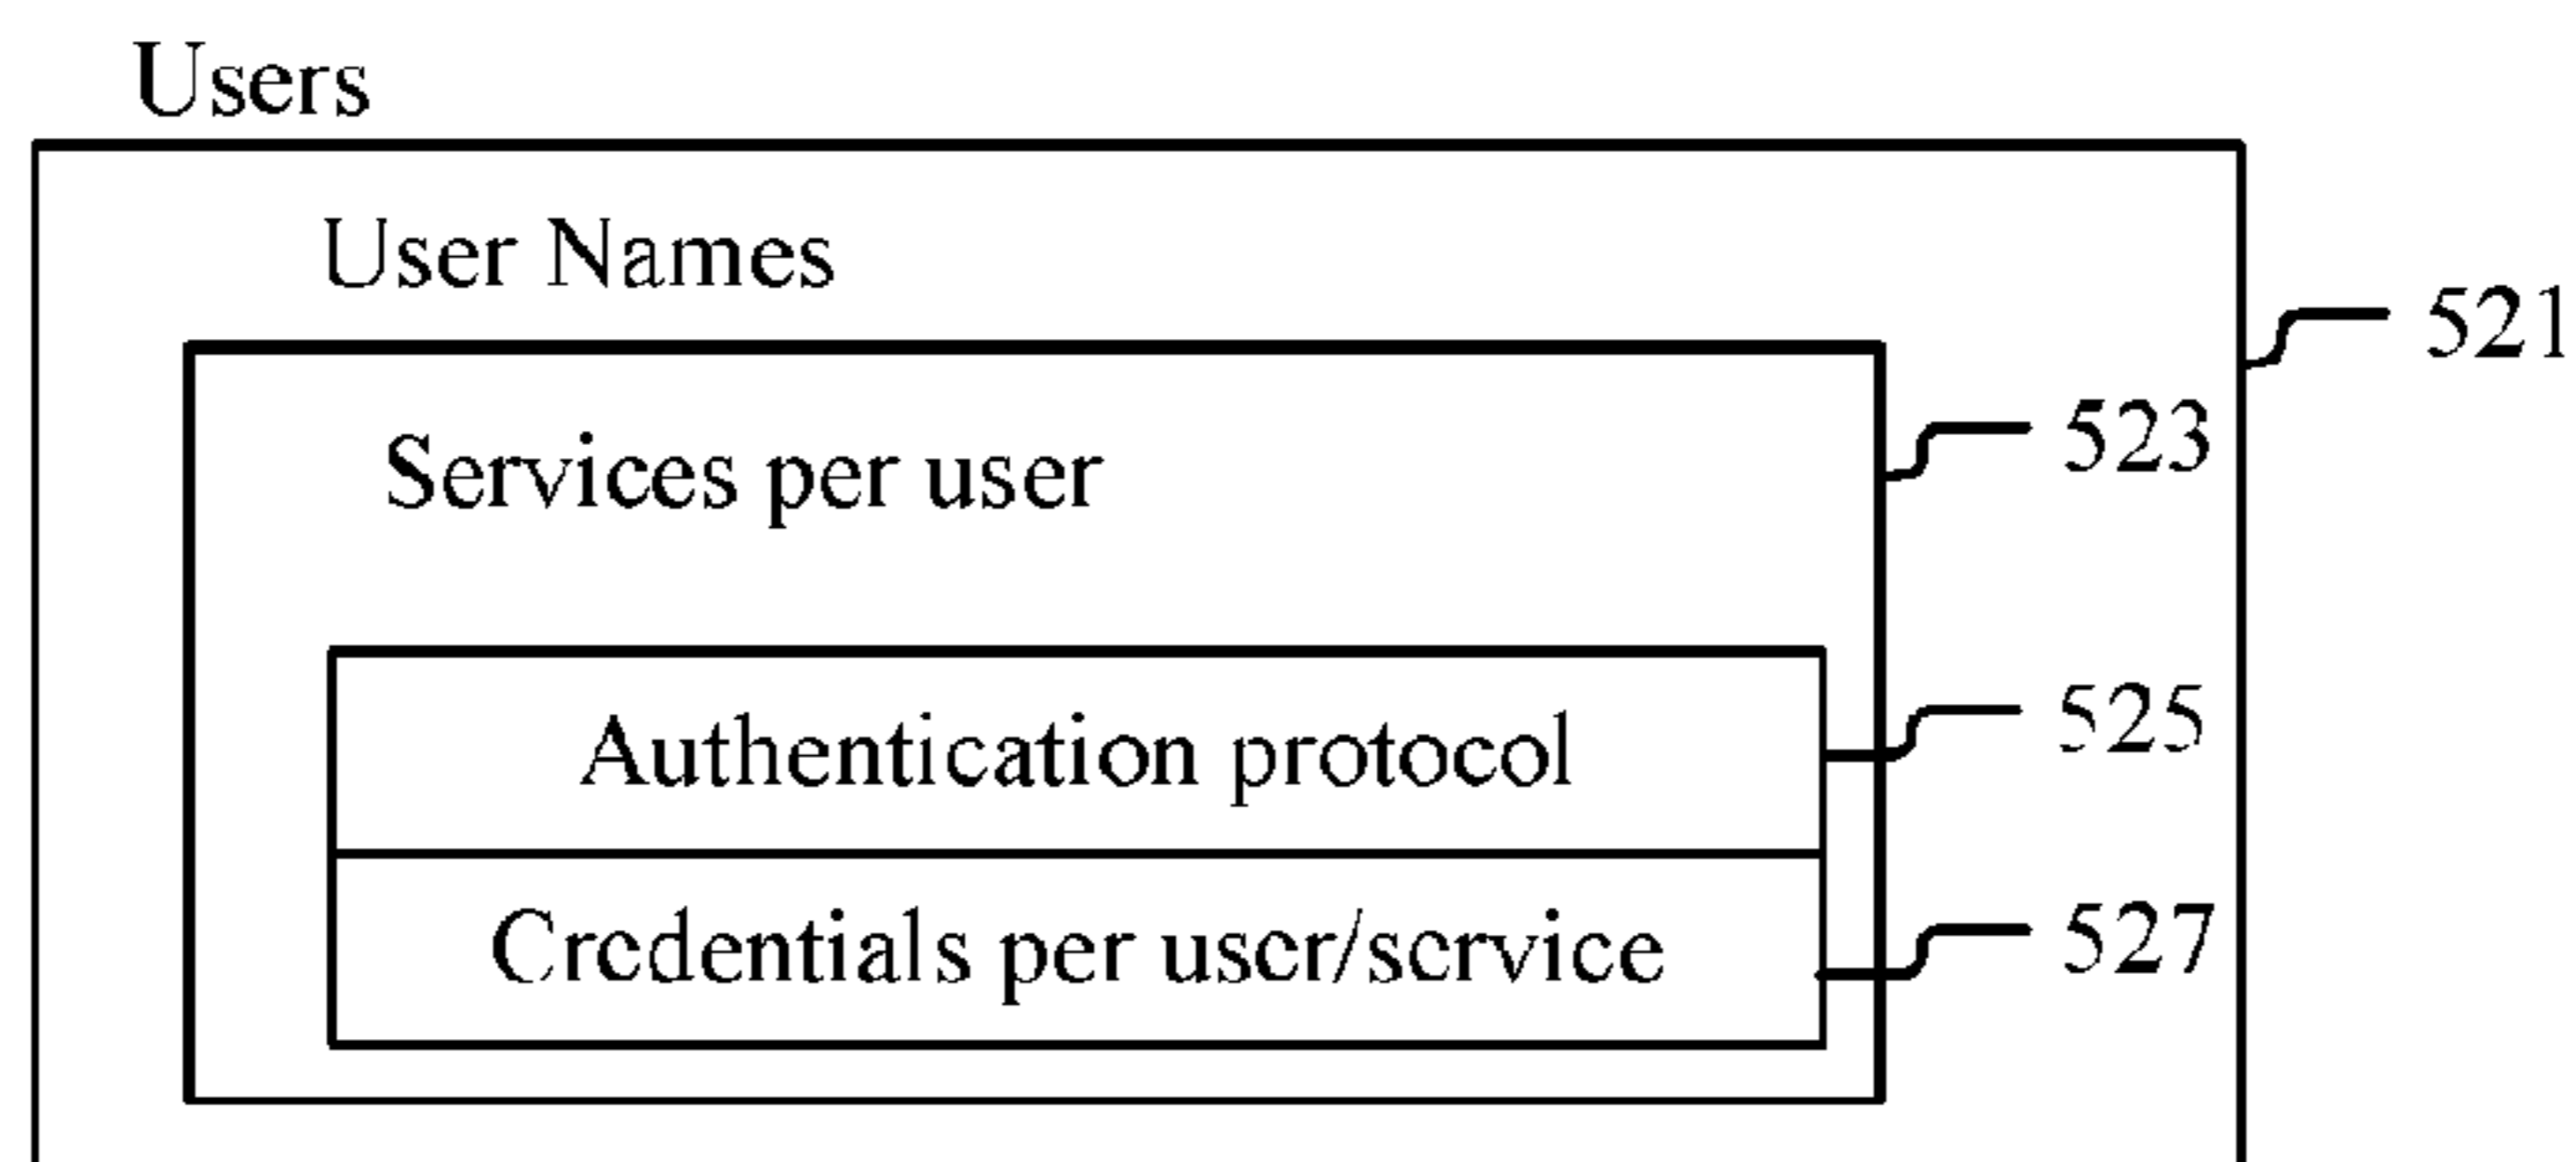 Users
User Names
521
523
Services per user
525
Authentication protocol
527
Credentials per user/service